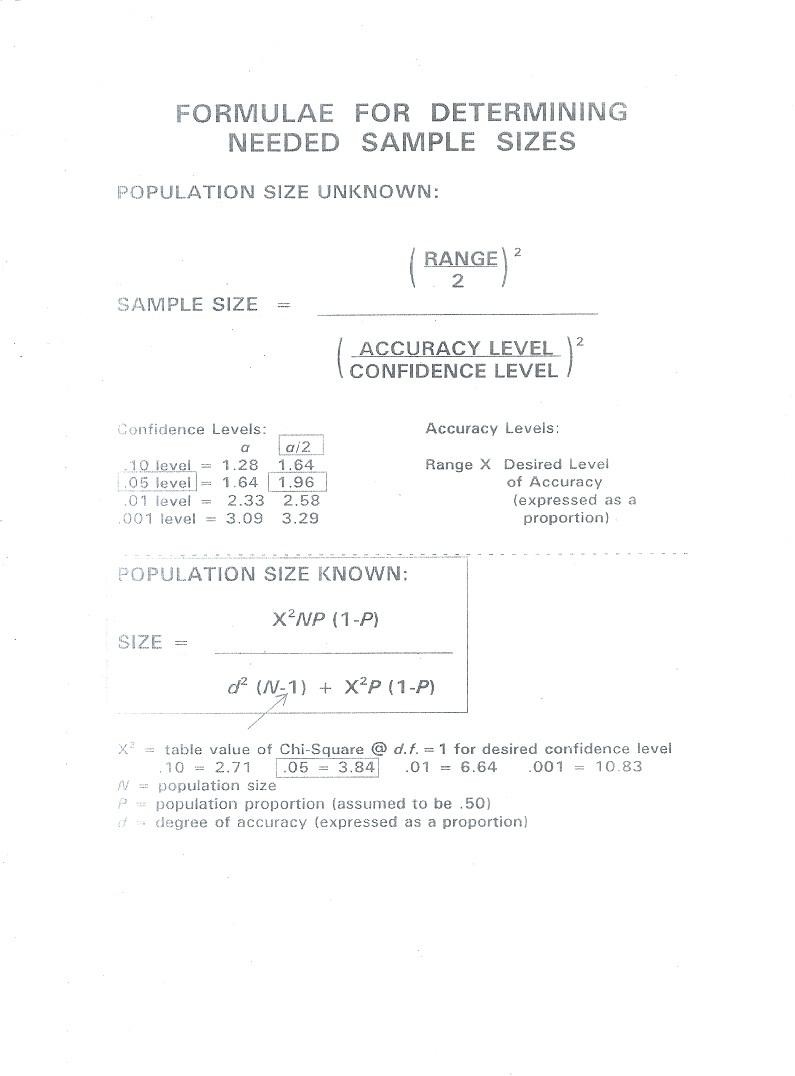 FORMULAE FOR DETERMINING
NEEDED SAMPLE SIZES
POPULATION SIZE UNKNOWN:
SAMPLE SIZE = (RANGE / 2)²
(ACCURACY LEVEL / CONFIDENCE LEVEL)²
Confidence Levels:
α α/2
.10 level = 1.28 1.64
.05 level = 1.64 1.96
.01 level = 2.33 2.58
.001 level = 3.09 3.29
Accuracy Levels:
Range X Desired Level
of Accuracy
(expressed as a
proportion)
POPULATION SIZE KNOWN:
X²NP (1-P)
SIZE =
d² (N-1) + X²P (1-P)
X² = table value of Chi-Square @ d.f. = 1 for desired confidence level
.10 = 2.71 .05 = 3.84 .01 = 6.64 .001 = 10.83
N = population size
P = population proportion (assumed to be .50)
d = degree of accuracy (expressed as a proportion)